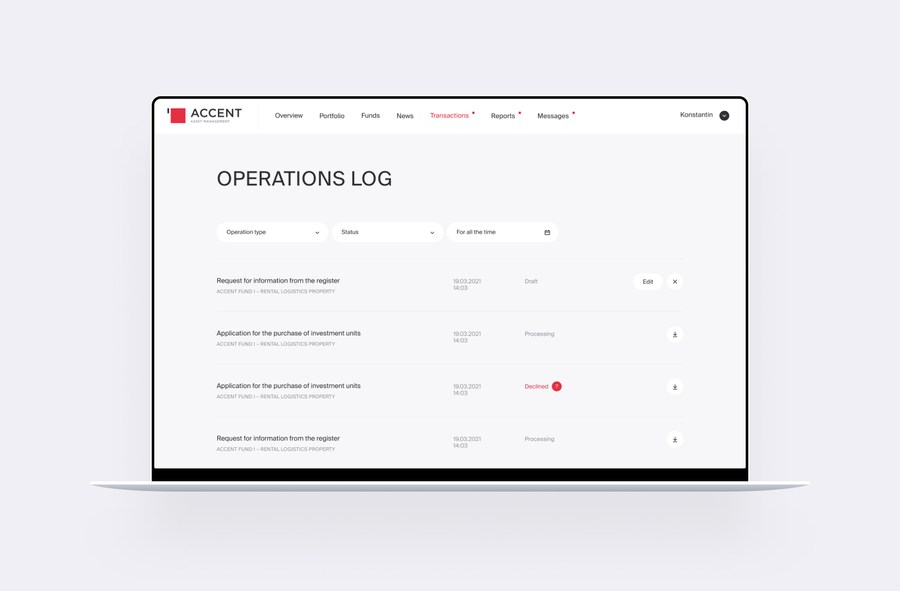 ACCENT
ASSET MANAGEMENT
Overview Portfolio Funds News Transactions Reports Messages Konstantin
OPERATIONS LOG
Operation type Status For all the time
Request for information from the register 19.03.2021 Draft Edit
ACCENT FUND I – RENTAL LOGISTICS PROPERTY 14:03
Application for the purchase of investment units 19.03.2021 Processing
ACCENT FUND I – RENTAL LOGISTICS PROPERTY 14:03
Application for the purchase of investment units 19.03.2021 Declined ?
ACCENT FUND I – RENTAL LOGISTICS PROPERTY 14:03
Request for information from the register 19.03.2021 Processing
ACCENT FUND I – RENTAL LOGISTICS PROPERTY 14:03